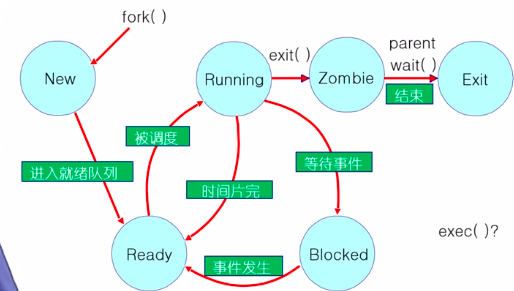 fork( )
New
Running
exit( )
Zombie
parent
wait( )
结束
Exit
被调度
进入就绪队列
时间片完
等待事件
Ready
事件发生
Blocked
exec( )?